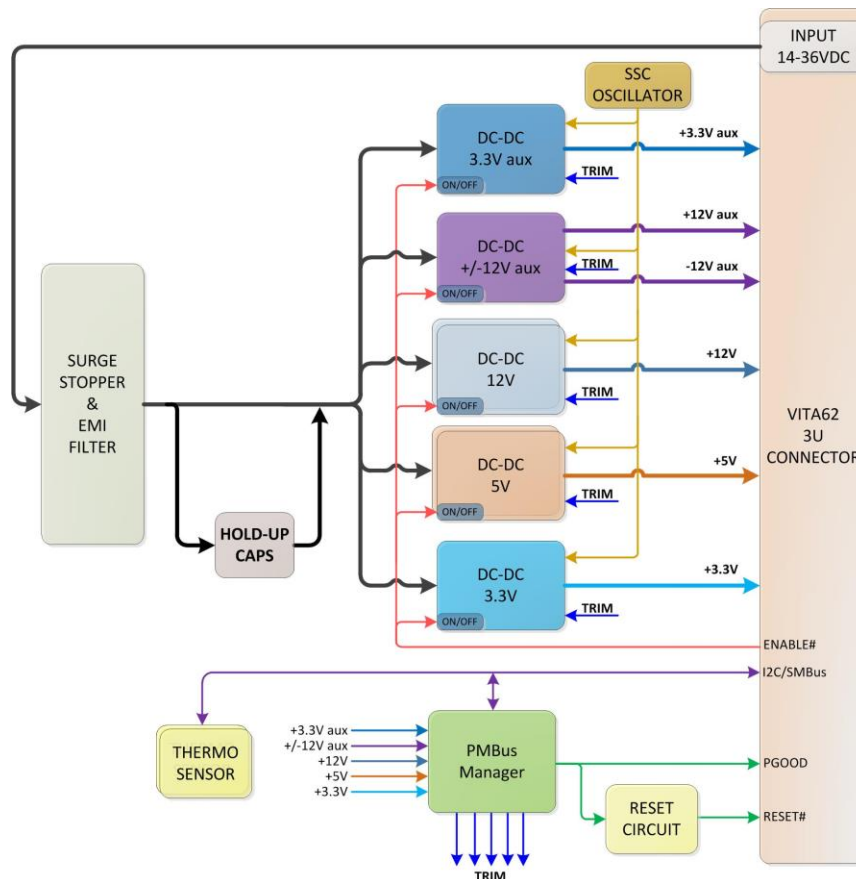 INPUT
14-36VDC
SSC
OSCILLATOR
DC-DC
3.3V aux
ON/OFF
TRIM
+3.3V aux
DC-DC
+/-12V aux
ON/OFF
TRIM
+12V aux
-12V aux
SURGE
STOPPER
&
EMI
FILTER
DC-DC
12V
ON/OFF
TRIM
+12V
VITA62
3U
CONNECTOR
DC-DC
5V
ON/OFF
TRIM
+5V
HOLD-UP
CAPS
DC-DC
3.3V
ON/OFF
TRIM
+3.3V
ENABLE#
I2C/SMBus
THERMO
SENSOR
+3.3V aux
+/-12V aux
+12V
+5V
+3.3V
PMBus
Manager
PGOOD
RESET
CIRCUIT
RESET#
TRIM